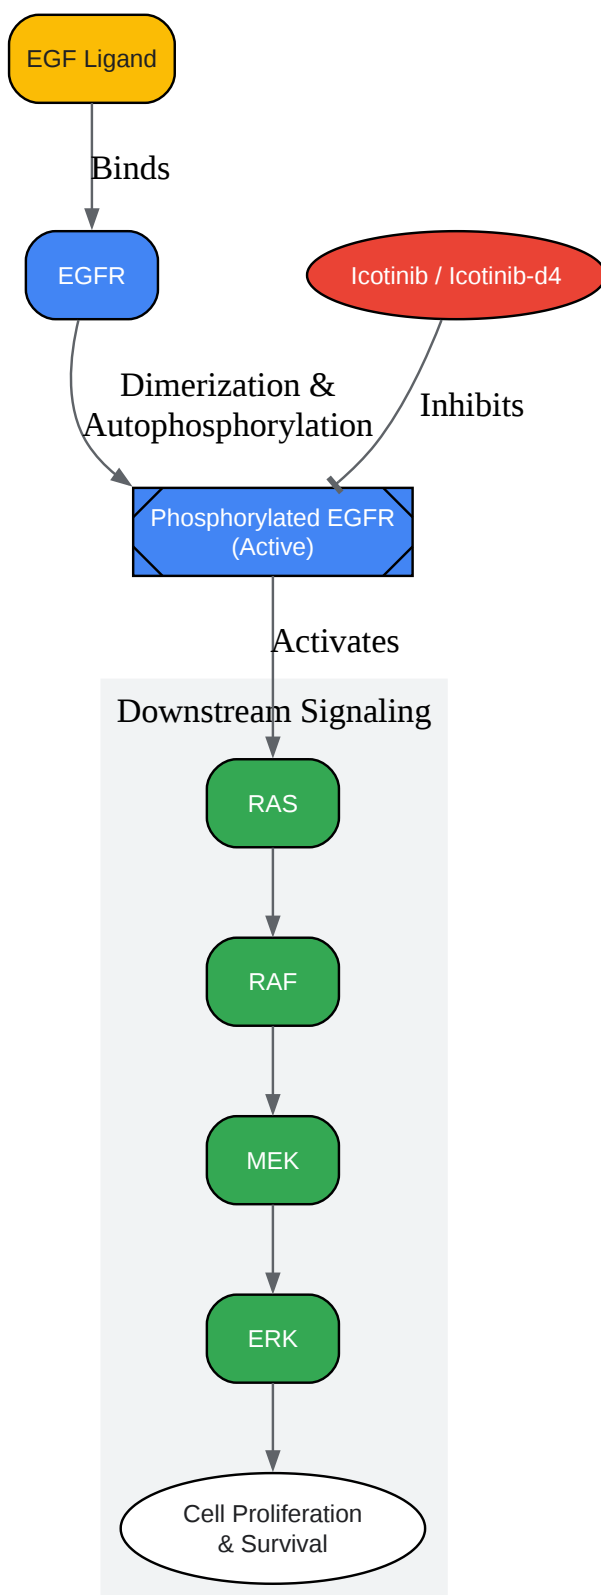 EGF Ligand
Binds
EGFR
Icotinib / Icotinib-d4
Dimerization &
Autophosphorylation
Inhibits
Phosphorylated EGFR
(Active)
Activates
Downstream Signaling
RAS
RAF
MEK
ERK
Cell Proliferation
& Survival